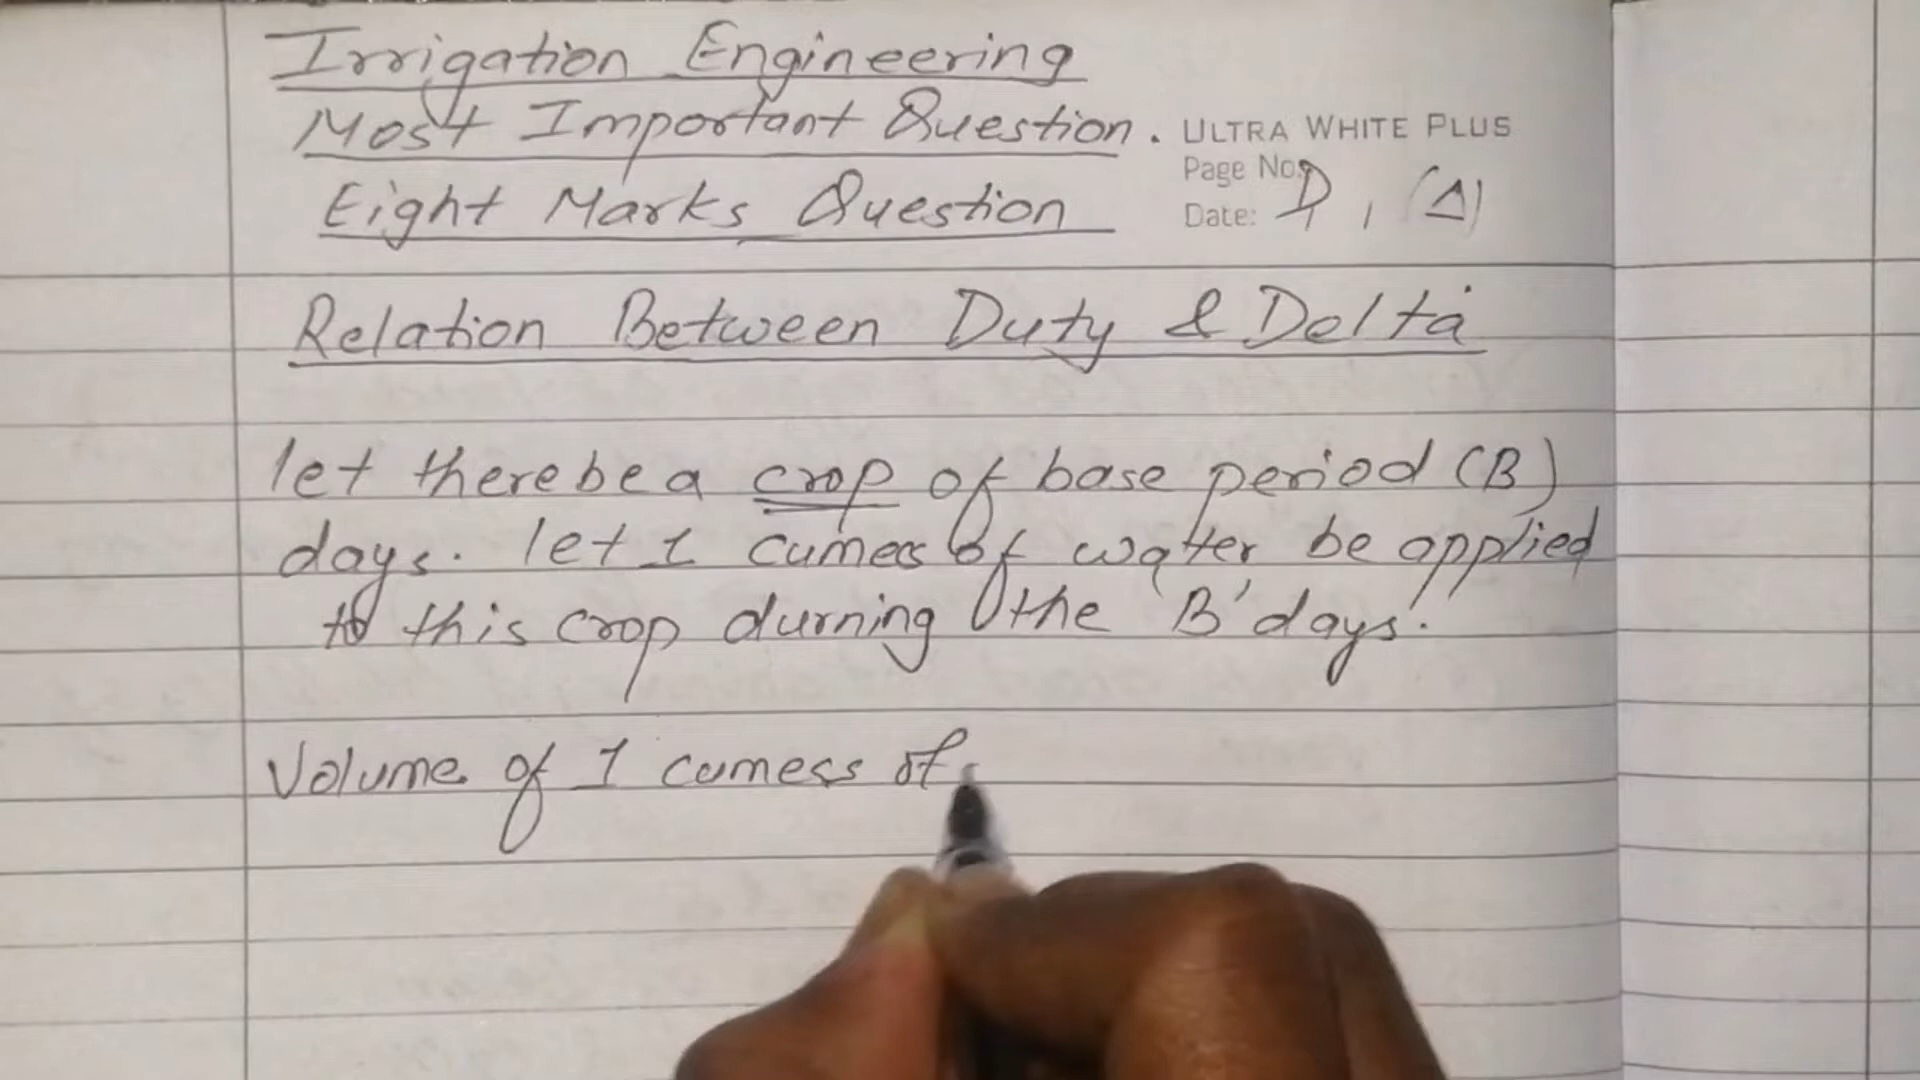 Irrigation Engineering
Most Important Question.
ULTRA WHITE PLUS
Page No.
Eight Marks Question
Date: D, (Δ)
Relation Between Duty & Delta
let there be a crop of base period (B)
days. let 1 cumecs of water be applied
to this crop durning the 'B' days.
Volume of 1 cumess of